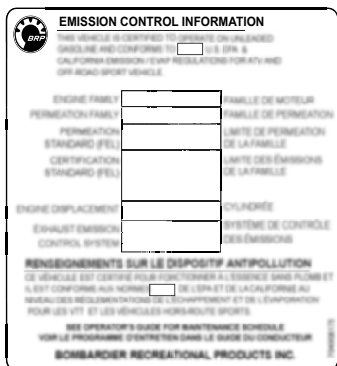 BRP
EMISSION CONTROL INFORMATION
THIS VEHICLE IS CERTIFIED TO OPERATE ON UNLEADED
GASOLINE AND CONFORMS TO U.S. EPA &
CALIFORNIA EMISSION / EVAP REGULATIONS FOR ATV AND
OFF-ROAD SPORT VEHICLE.
ENGINE FAMILY FAMILLE DE MOTEUR
PERMEATION FAMILY FAMILLE DE PERMEATION
PERMEATION LIMITE DE PERMEATION
STANDARD (FEL) DE LA FAMILLE
CERTIFICATION LIMITE DES ÉMISSIONS
STANDARD (FEL) DE LA FAMILLE
ENGINE DISPLACEMENT CYLINDRÉE
EXHAUST EMISSION SYSTÈME DE CONTRÔLE
CONTROL SYSTEM DES ÉMISSIONS
RENSEIGNEMENTS SUR LE DISPOSITIF ANTIPOLLUTION
CE VÉHICULE EST CERTIFIÉ POUR FONCTIONNER À L'ESSENCE SANS PLOMB ET
IL EST CONFORME AUX NORMES DE L'EPA ET DE LA CALIFORNIE AU
NIVEAU DES RÉGLEMENTATIONS DE L'ÉCHAPPEMENT ET DE L'ÉVAPORATION
POUR LES VTT ET LES VÉHICULES HORS-ROUTE SPORTS.
SEE OPERATOR'S GUIDE FOR MAINTENANCE SCHEDULE
VOIR LE PROGRAMME D'ENTRETIEN DANS LE GUIDE DU CONDUCTEUR
BOMBARDIER RECREATIONAL PRODUCTS INC.